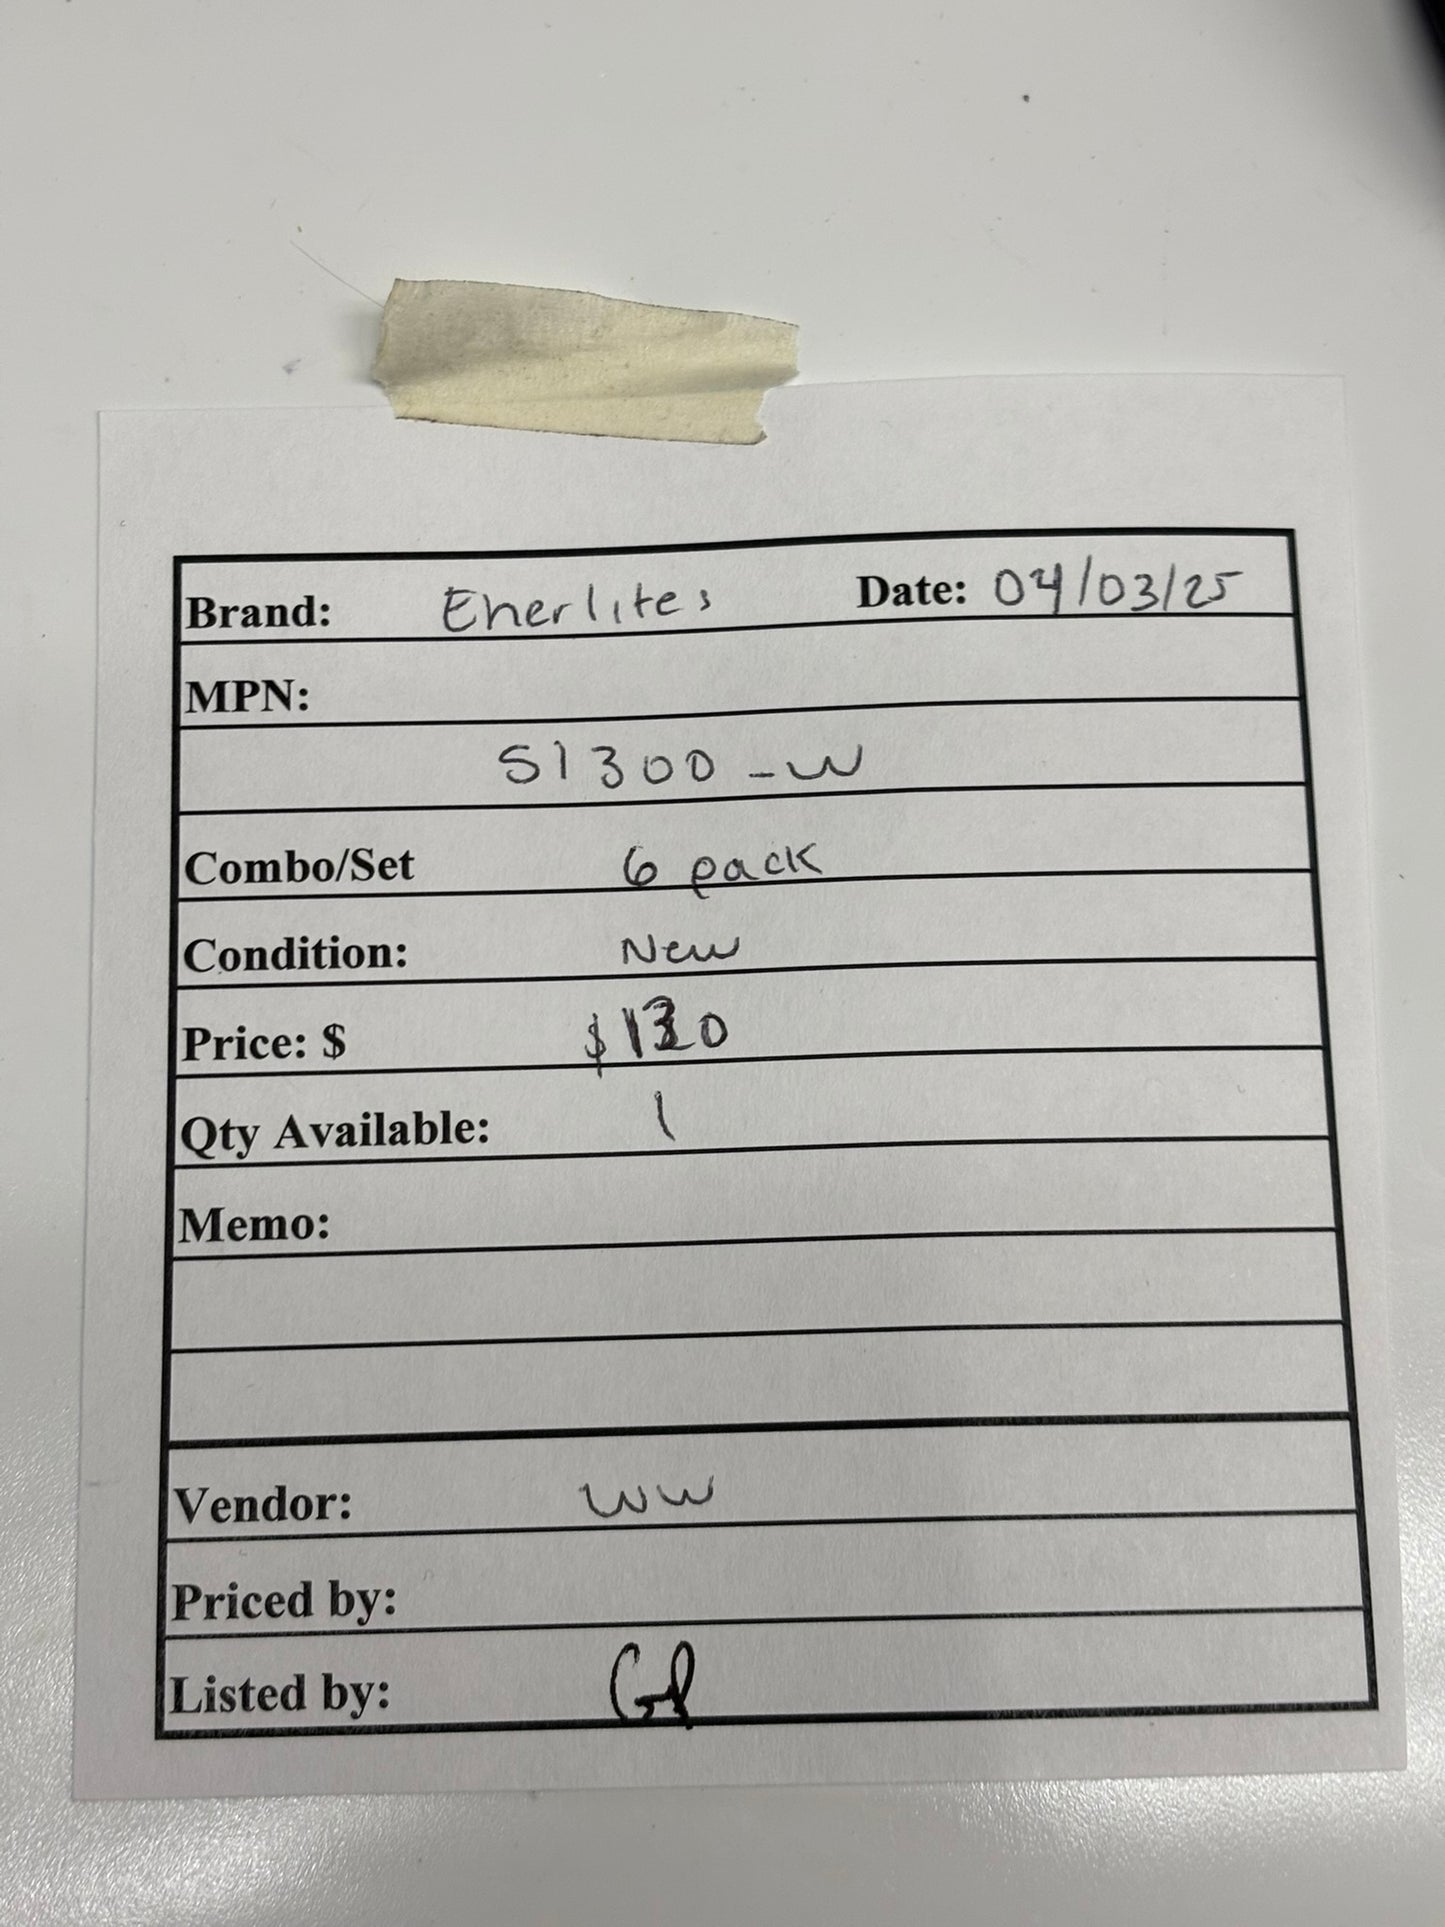 Brand: Enerlites Date: 04/03/25
MPN:
S1300-W
Combo/Set 6 pack
Condition: New
Price: $
Qty Available: 1
Memo:
Vendor: WW
Priced by:
Listed by: